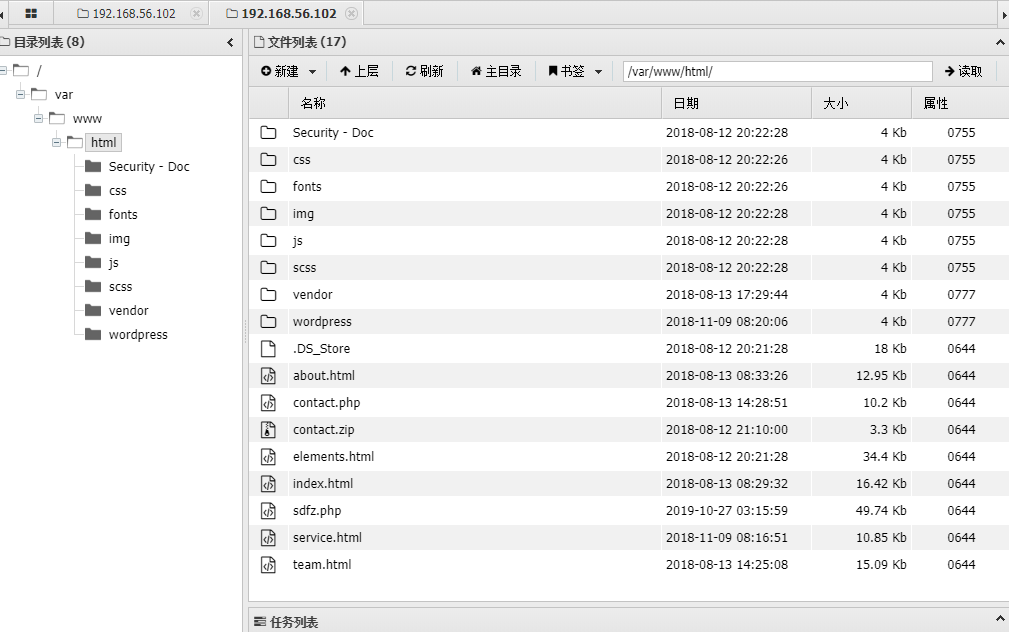 192.168.56.102 192.168.56.102
目录列表 (8)
/
var
www
html
Security - Doc
css
fonts
img
js
scss
vendor
wordpress
文件列表 (17)
新建 上层 刷新 主目录 书签 /var/www/html/ 读取
名称 日期 大小 属性
Security - Doc 2018-08-12 20:22:28 4 Kb 0755
css 2018-08-12 20:22:26 4 Kb 0755
fonts 2018-08-12 20:22:26 4 Kb 0755
img 2018-08-12 20:22:28 4 Kb 0755
js 2018-08-12 20:22:28 4 Kb 0755
scss 2018-08-12 20:22:28 4 Kb 0755
vendor 2018-08-13 17:29:44 4 Kb 0777
wordpress 2018-11-09 08:20:06 4 Kb 0777
.DS_Store 2018-08-12 20:21:28 18 Kb 0644
about.html 2018-08-13 08:33:26 12.95 Kb 0644
contact.php 2018-08-13 14:28:51 10.2 Kb 0644
contact.zip 2018-08-12 21:10:00 3.3 Kb 0644
elements.html 2018-08-12 20:21:28 34.4 Kb 0644
index.html 2018-08-13 08:29:32 16.42 Kb 0644
sdfz.php 2019-10-27 03:15:59 49.74 Kb 0644
service.html 2018-11-09 08:16:51 10.85 Kb 0644
team.html 2018-08-13 14:25:08 15.09 Kb 0644
任务列表